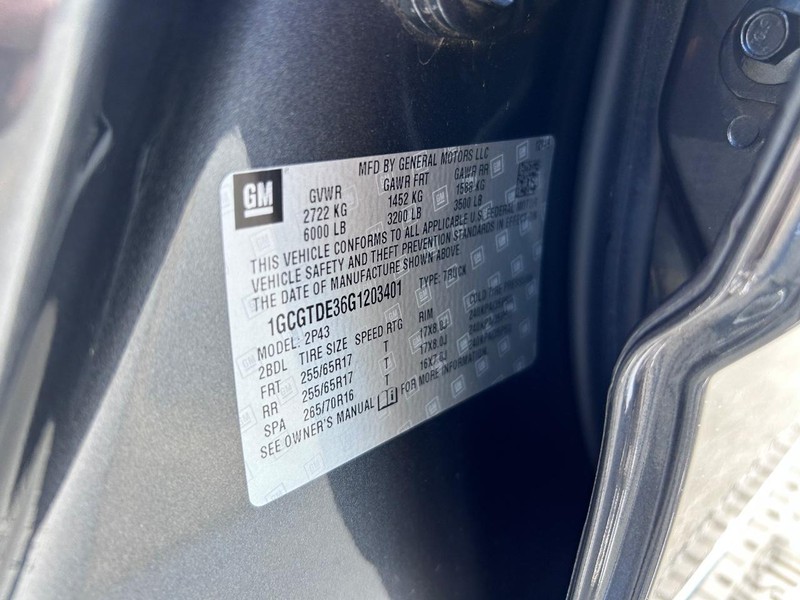 GM
MFD BY GENERAL MOTORS LLC
GVWR GAWR FRT GAWR RR
2722 KG 1452 KG 1588 KG
6000 LB 3200 LB 3500 LB
THIS VEHICLE CONFORMS TO ALL APPLICABLE U.S. FEDERAL MOTOR
VEHICLE SAFETY AND THEFT PREVENTION STANDARDS IN EFFECT ON
THE DATE OF MANUFACTURE SHOWN ABOVE
1GCGTDE36G1203401 TYPE: TRUCK
MODEL: 2P43
2BDL TIRE SIZE SPEED RTG RIM COLD TIRE
FRT 255/65R17 T 17X8.0J
RR 255/65R17 T 17X8.0J
SPA 265/70R16 T
SEE OWNER'S MANUAL FOR MORE INFORMATION